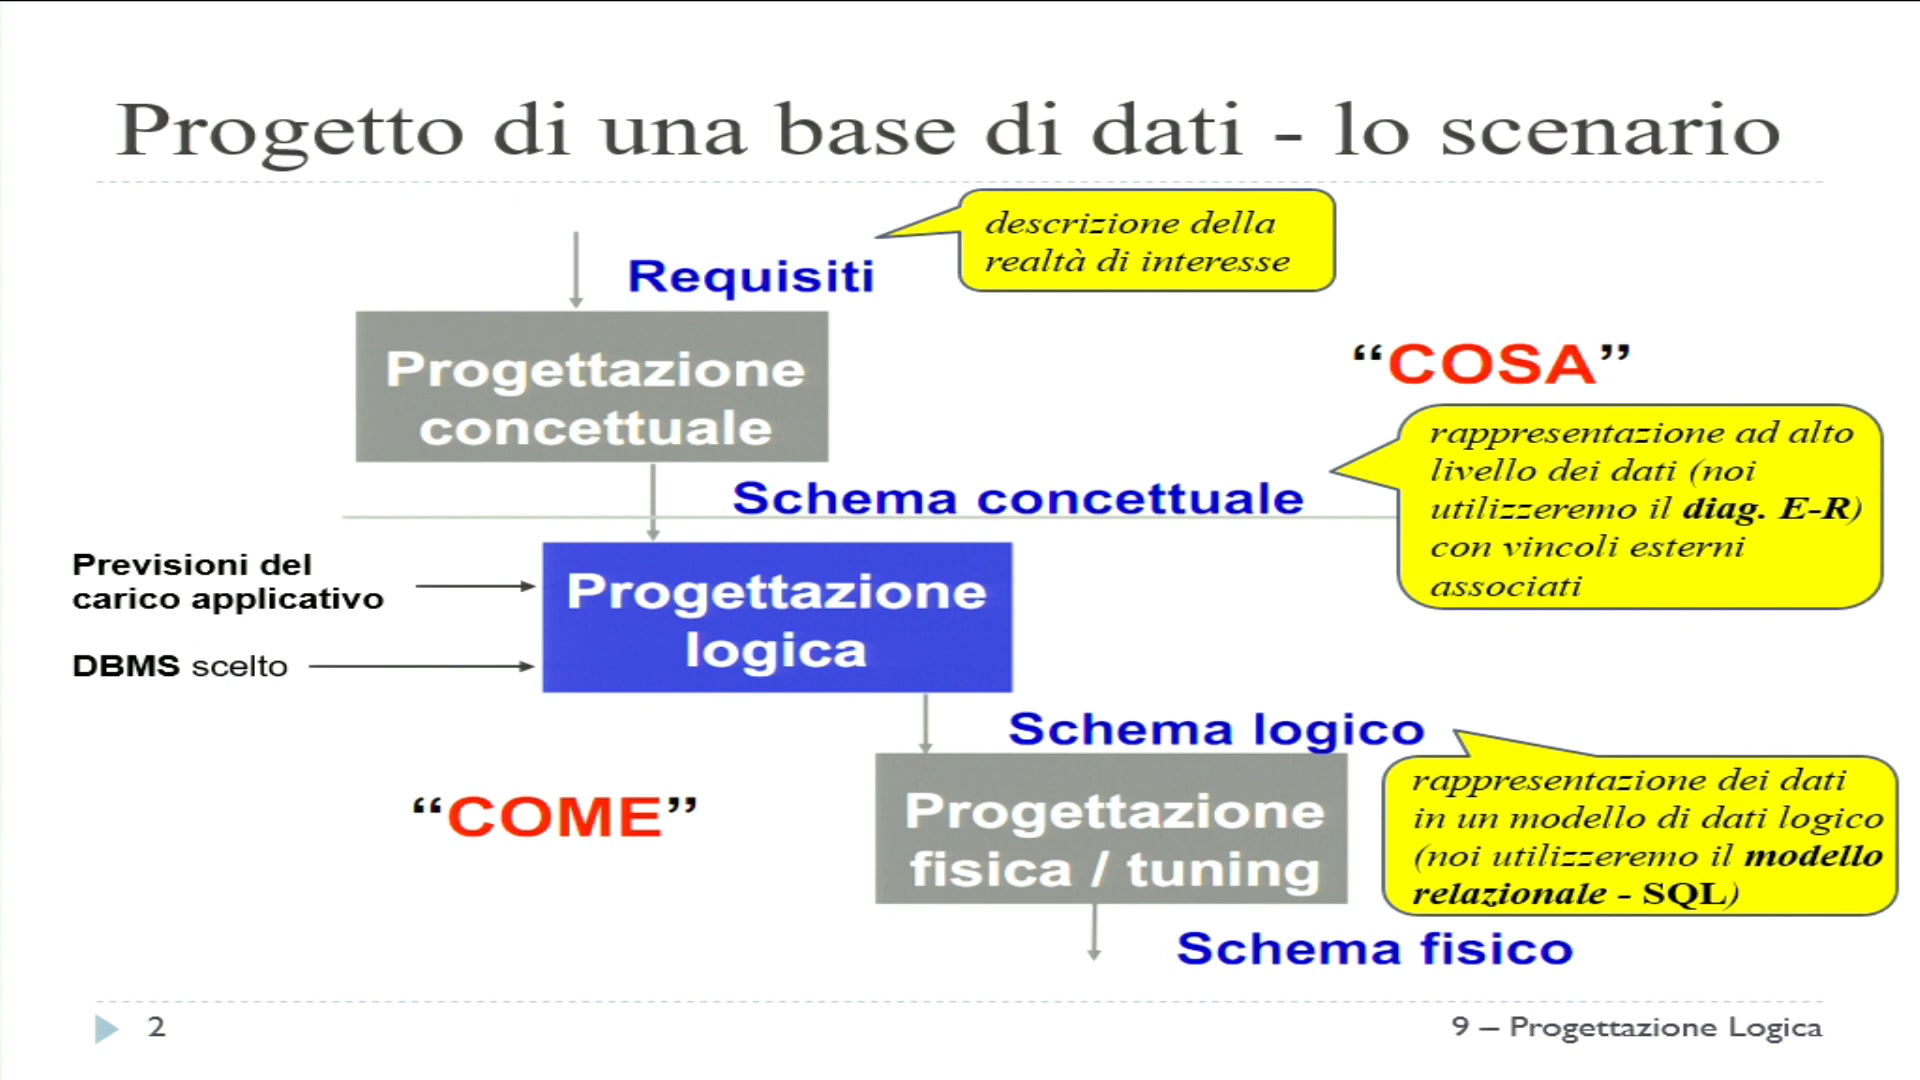 Progetto di una base di dati - lo scenario
descrizione della
realtà di interesse
Requisiti
Progettazione
concettuale
“COSA”
rappresentazione ad alto
livello dei dati (noi
utilizzeremo il diag. E-R)
con vincoli esterni
associati
Schema concettuale
Previsioni del
carico applicativo
DBMS scelto
Progettazione
logica
Schema logico
“COME”
Progettazione
fisica / tuning
rappresentazione dei dati
in un modello di dati logico
(noi utilizzeremo il modello
relazionale - SQL)
Schema fisico
2
9 – Progettazione Logica